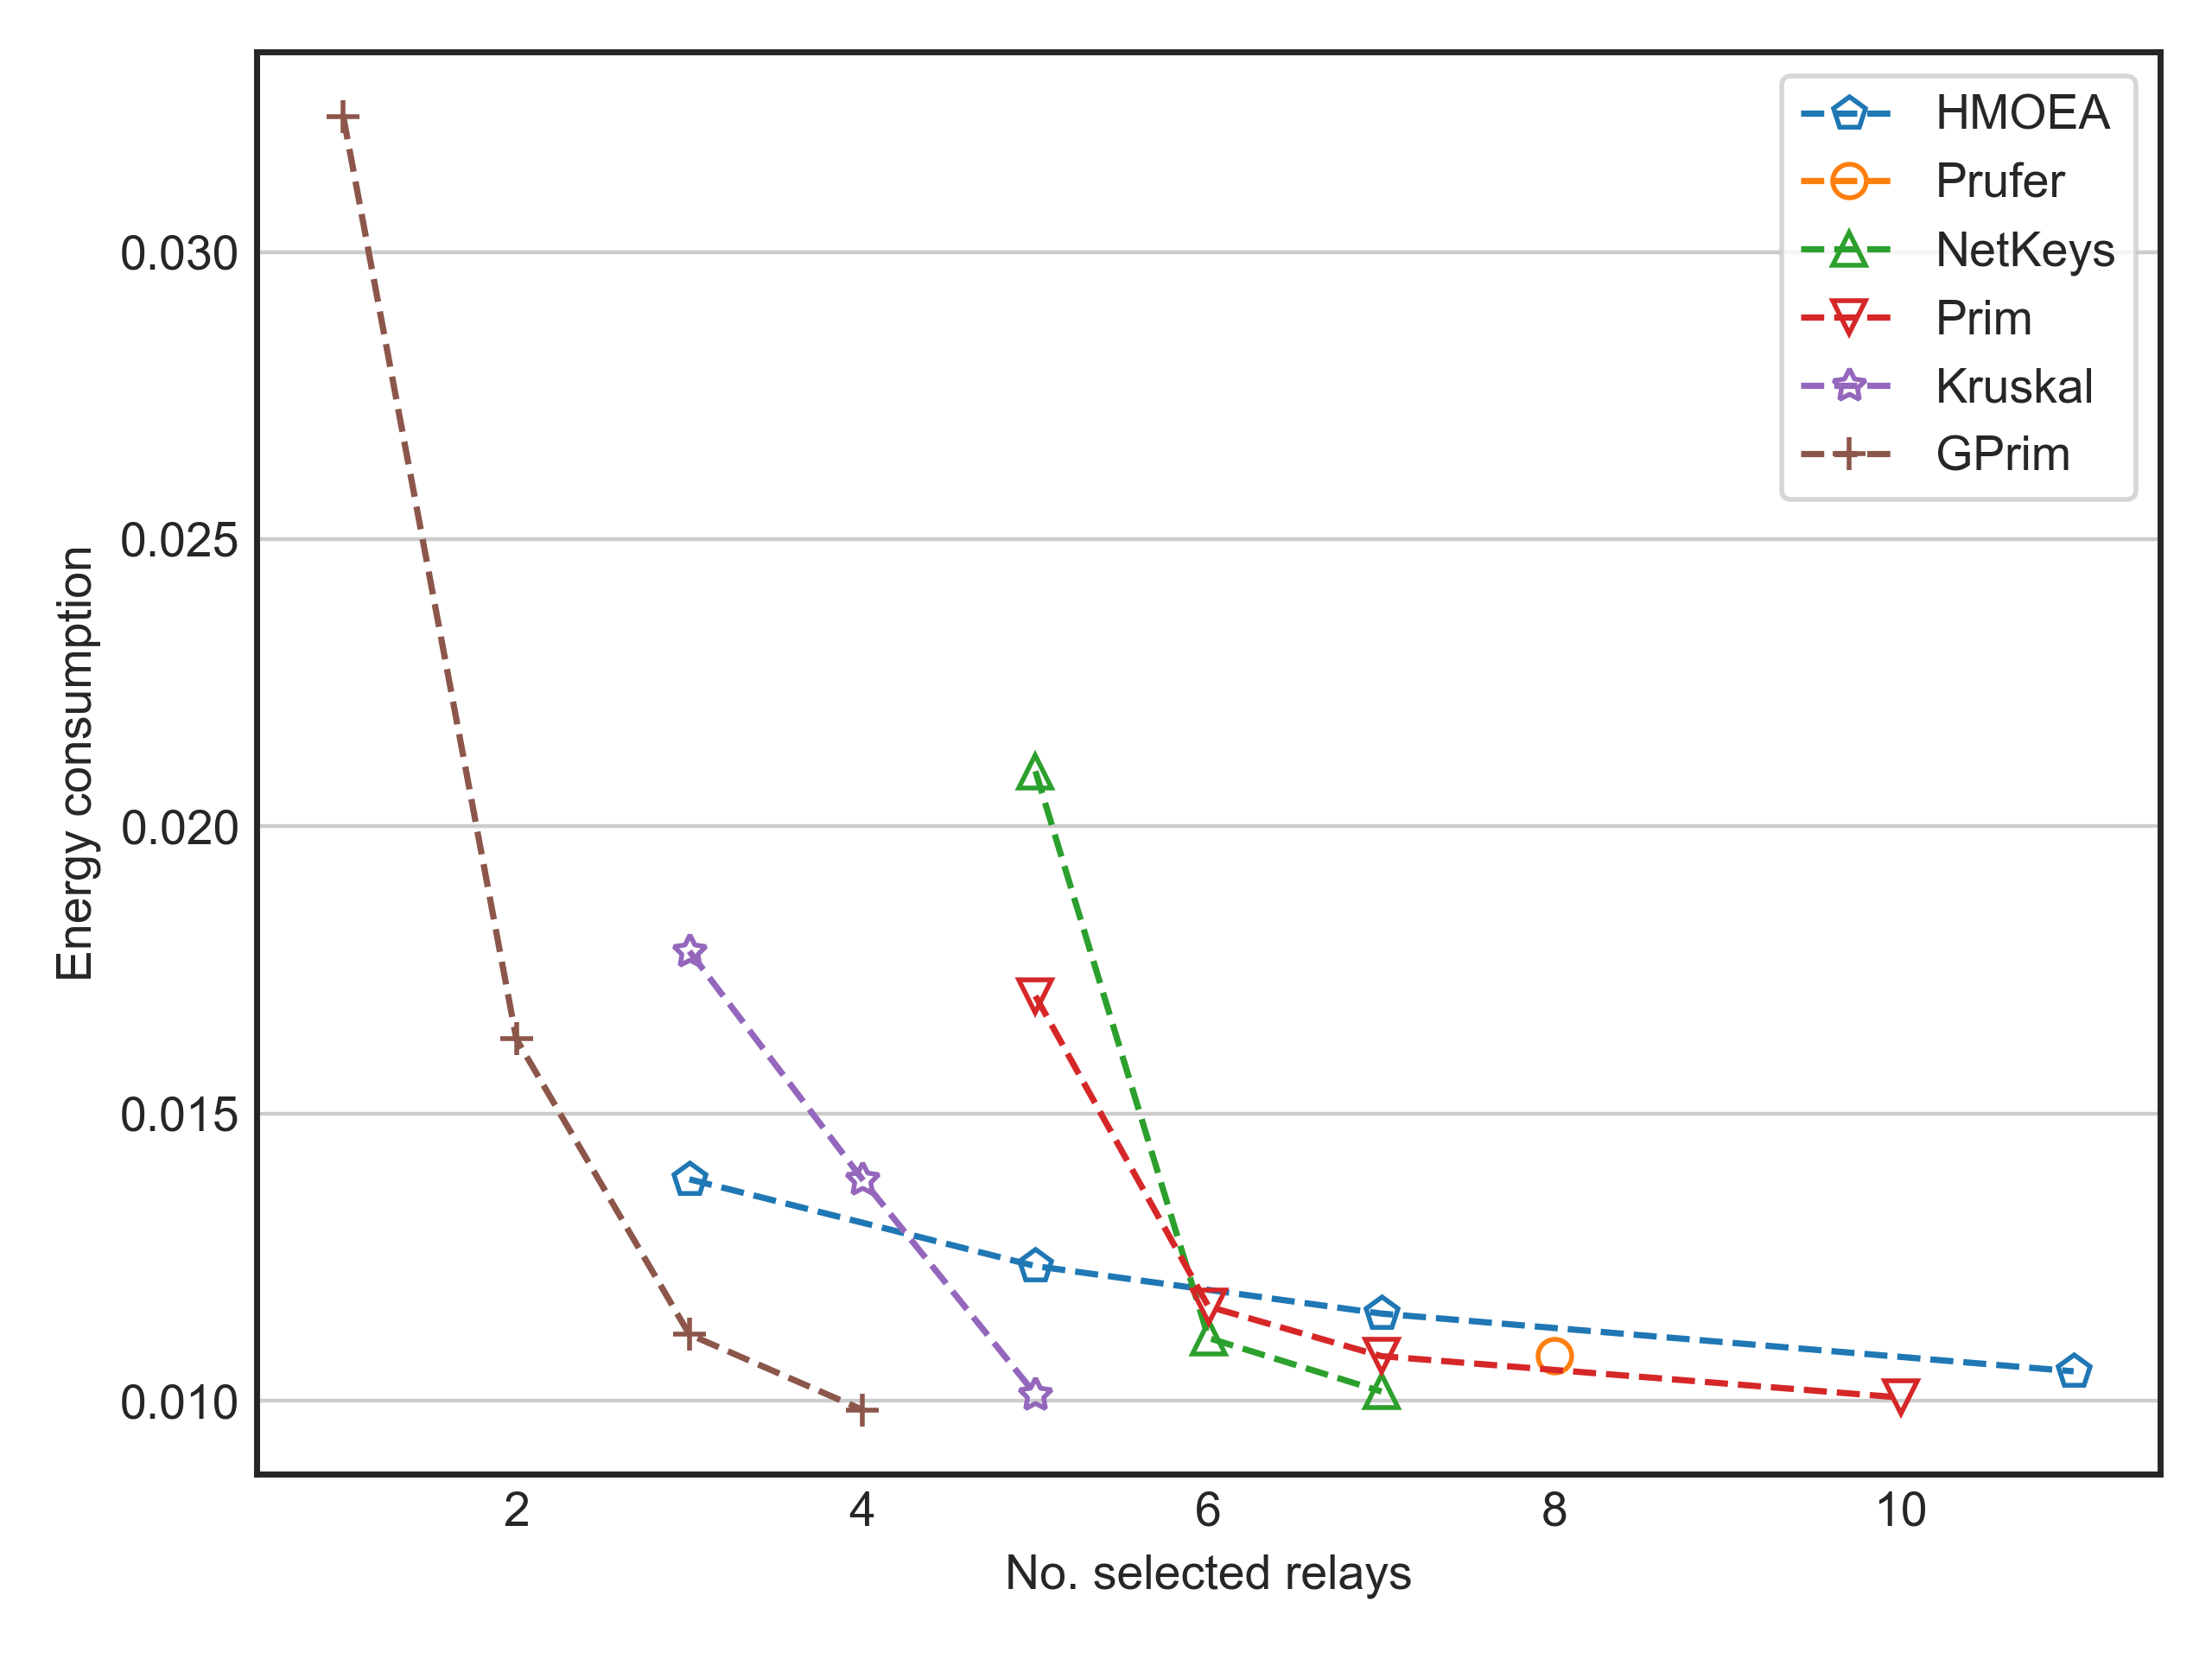 HMOEA
Prufer
NetKeys
Prim
Kruskal
GPrim
Energy consumption
0.030
0.025
0.020
0.015
0.010
2 4 6 8 10
No. selected relays